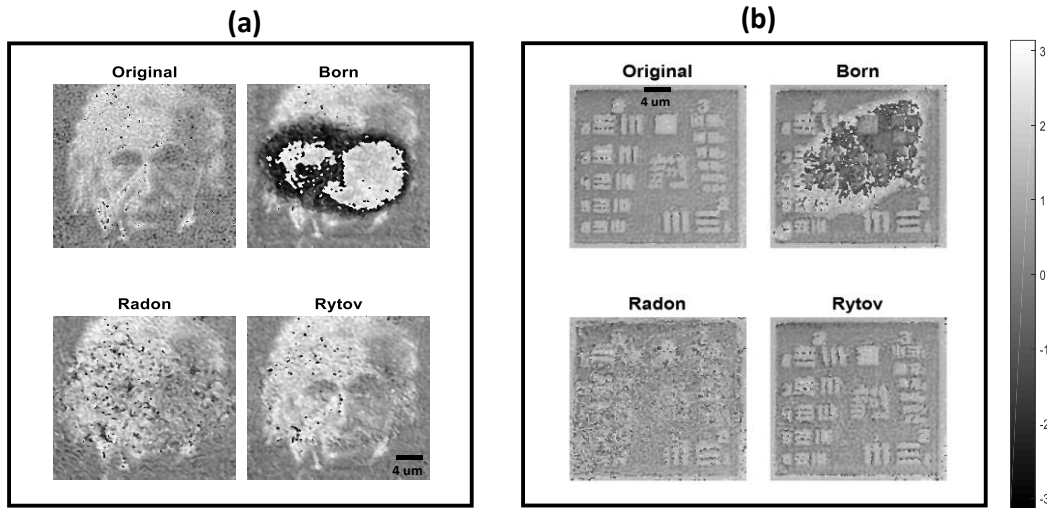 (a)
Original
Born
Radon
Rytov
4 um
(b)
Original
4 um
Born
Radon
Rytov
3
2
1
0
-1
-2
-3